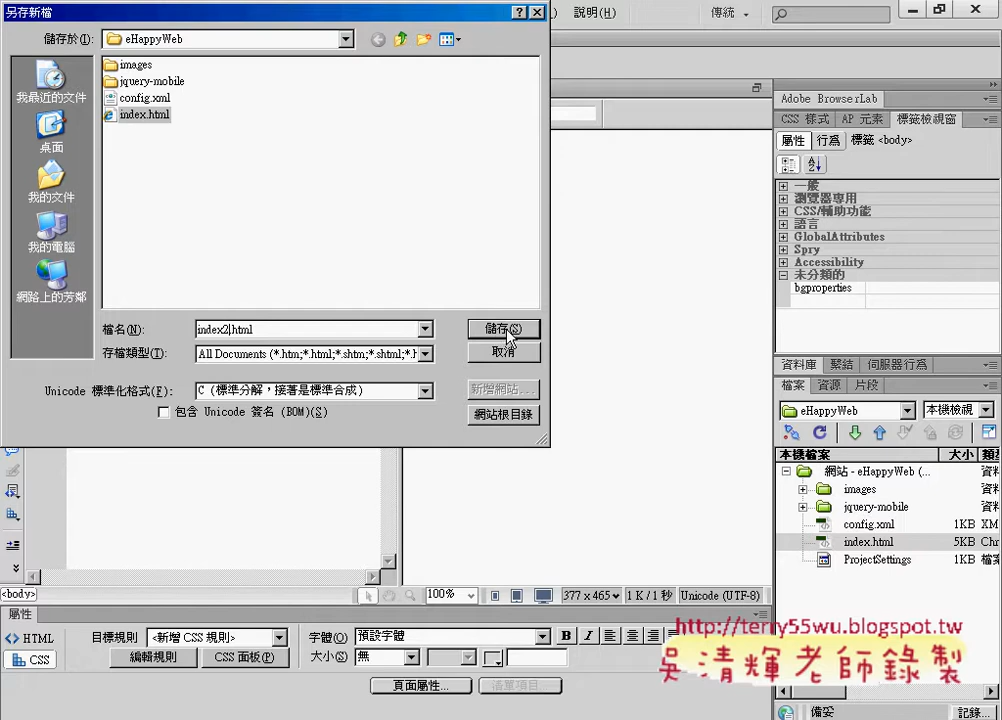 另存新檔
說明(H)
傳統
儲存於(I):
eHappyWeb
我最近的文件
桌面
我的文件
我的電腦
網路上的芳鄰
images
jquery-mobile
config.xml
index.html
檔名(N):
index2.html
儲存(S)
存檔類型(T):
All Documents (*.htm;*.html;*.shtm;*.shtml;*.h
取消
Unicode 標準化格式(F):
C (標準分解，接著是標準合成)
新增網站...
包含 Unicode 簽名 (BOM)(S)
網站根目錄
Adobe BrowserLab
CSS 樣式
AP 元素
標籤檢視窗
屬性
行為
標籤 <body>
一般
瀏覽器專用
CSS/輔助功能
語言
GlobalAttributes
Spry
Accessibility
未分類的
bgproperties
資料庫
繫結
伺服器行為
檔案
資源
片段
eHappyWeb
本機檢視
本機檔案
大小
類型
網站 - eHappyWeb (...
資料
images
資料
jquery-mobile
資料
config.xml
1KB
XM
index.html
5KB
Chr
ProjectSettings
1KB
檔案
<body>
100%
377 x 465
1 K / 1 秒
Unicode (UTF-8)
屬性
<> HTML
目標規則
<新增 CSS 規則>
字體(O)
預設字體
B
I
CSS
編輯規則
CSS 面板(P)
大小(S)
無
頁面屬性...
清單項目...
http://terry55wu.blogspot.tw
吳清輝老師錄製
備妥
記錄...